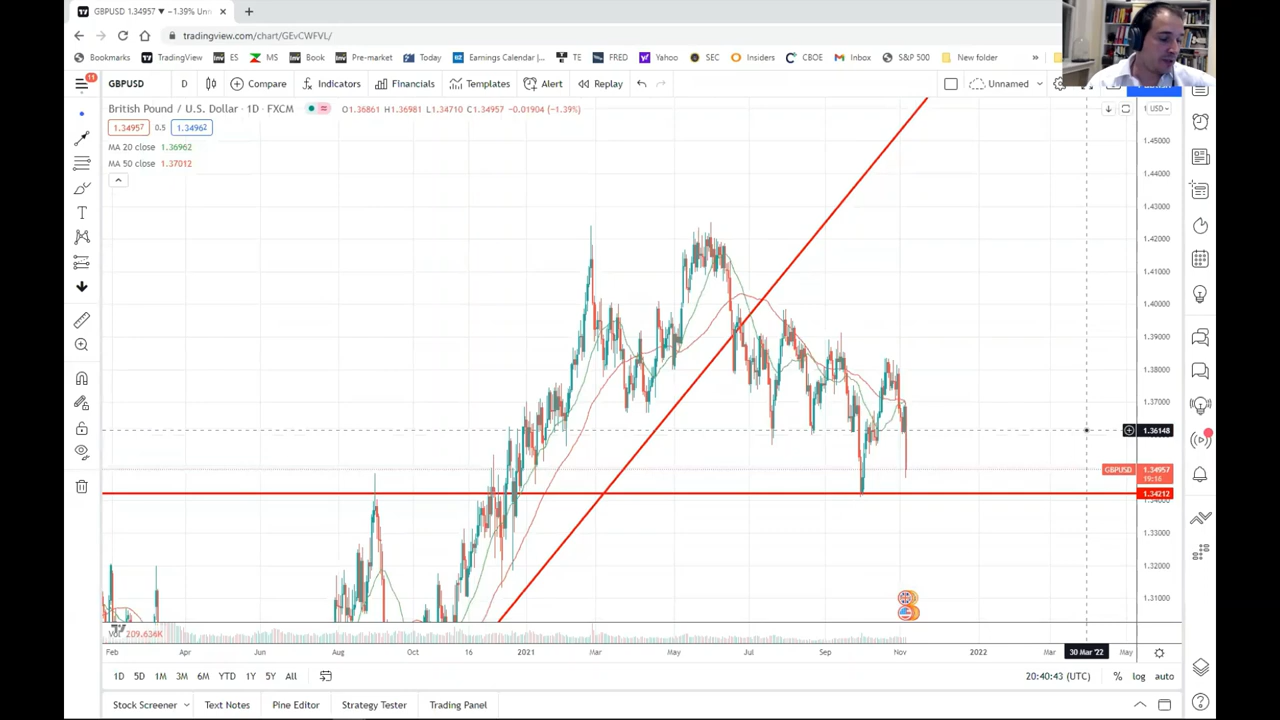 GBPUSD 1.34957 ▼ −1.39% Unn
tradingview.com/chart/GEvCWFVL/
Bookmarks TradingView ES MS Book Pre-market Today Earnings Calendar | ... TE FRED Yahoo SEC Insiders CBOE Inbox S&P 500 New folder »
11
GBPUSD D Compare Indicators Financials Templates Alert Replay Unnamed
British Pound / U.S. Dollar · 1D · FXCM O1.36861 H1.36981 L1.34710 C1.34957 −0.01904 (−1.39%)
USD
1.34957 0.5 1.34962
MA 20 close 1.36962
MA 50 close 1.37012
1.45000
1.44000
1.43000
1.42000
1.41000
1.40000
1.39000
1.38000
1.37000
1.36148
GBPUSD 1.34957
19:16
1.34212
1.33000
1.32000
1.31000
Vol 209.636K
Feb Apr Jun Aug Oct 16 2021 Mar May Jul Sep Nov 2022 Mar 30 Mar '22 May
1D 5D 1M 3M 6M YTD 1Y 5Y All 20:40:43 (UTC) % log auto
Stock Screener Text Notes Pine Editor Strategy Tester Trading Panel